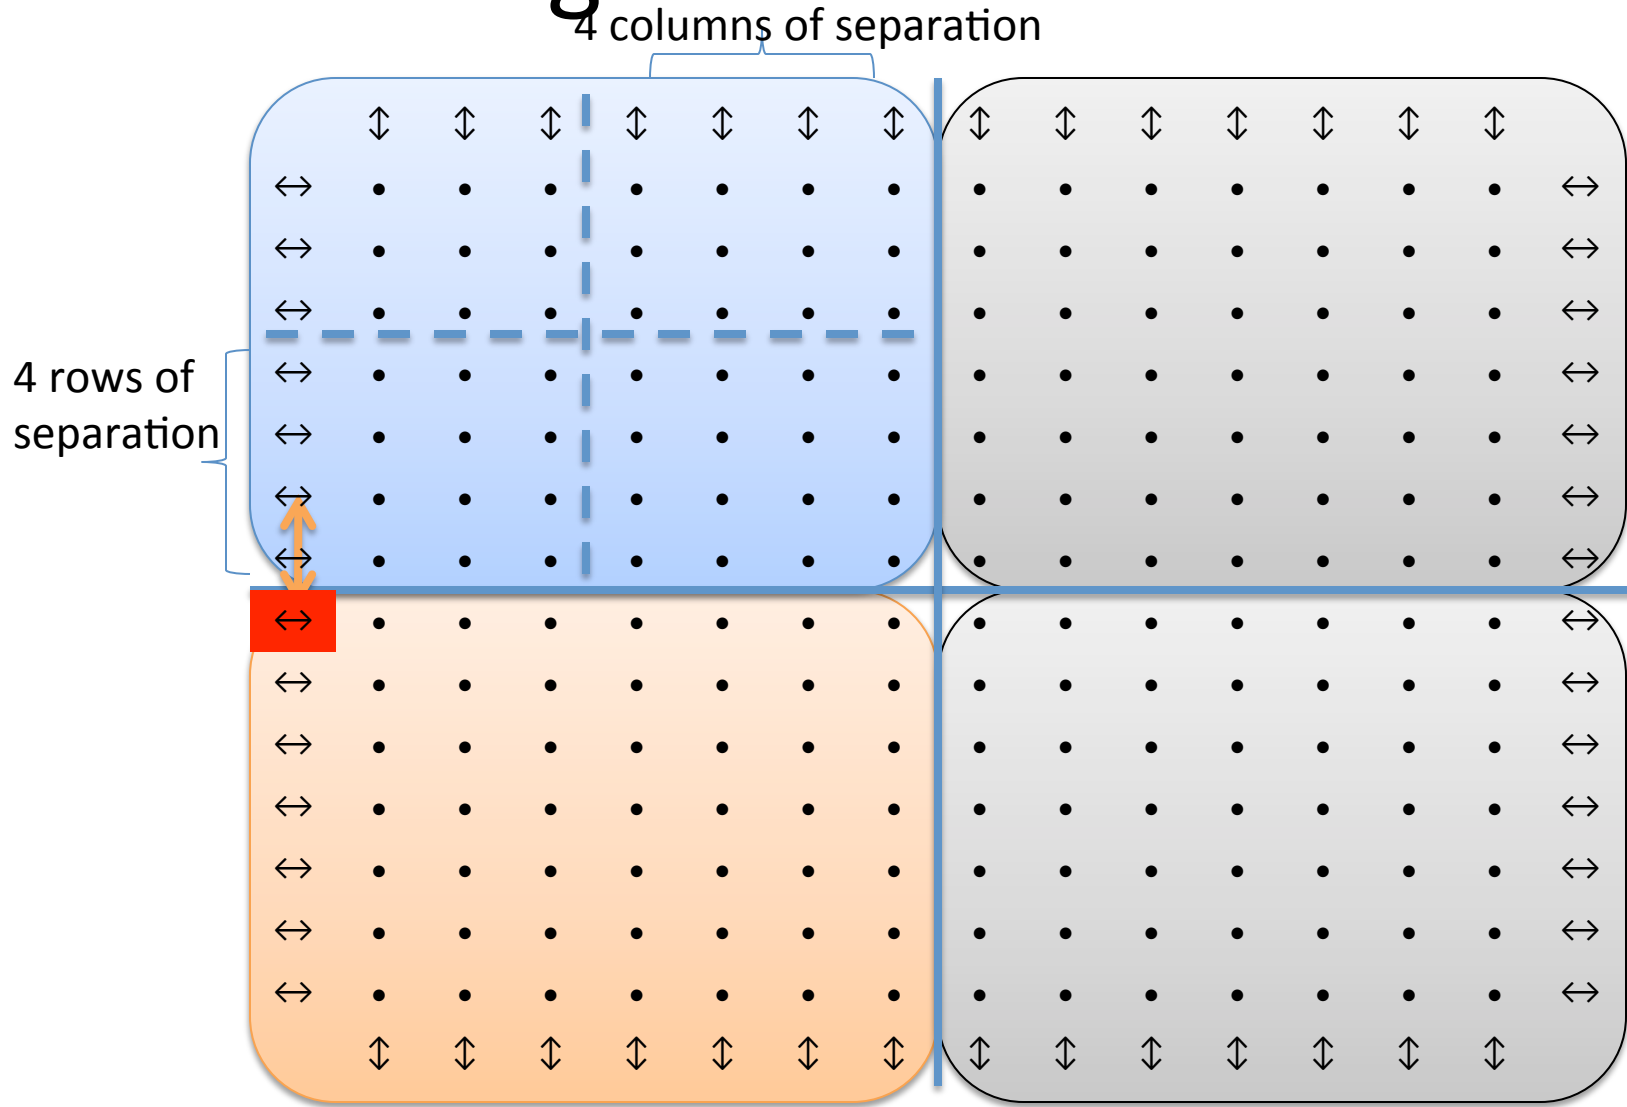 g
4 columns of separation
4 rows of
separation